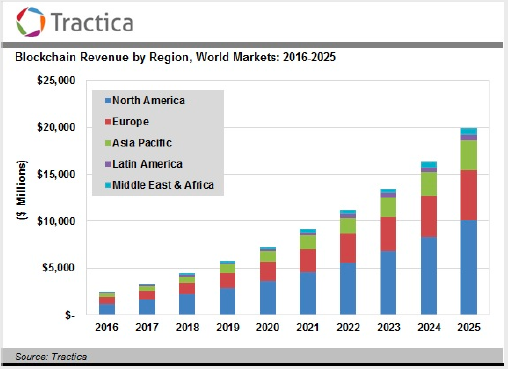 Tractica
Blockchain Revenue by Region, World Markets: 2016-2025
($ Millions)
$25,000
$20,000
$15,000
$10,000
$5,000
$-
North America
Europe
Asia Pacific
Latin America
Middle East & Africa
2016 2017 2018 2019 2020 2021 2022 2023 2024 2025
Source: Tractica